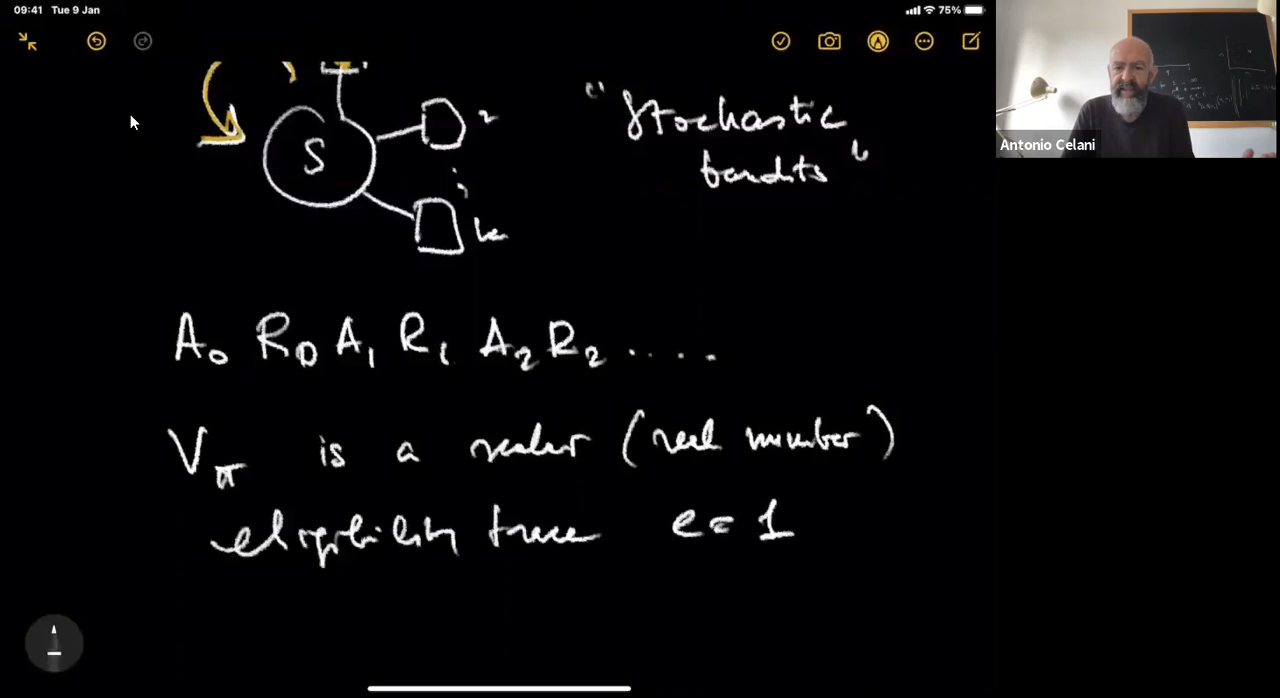 09:41 Tue 9 Jan
75%
Antonio Celani
S
2
k
"Stochastic
bandits"
A₀ R₀ A₁ R₁ A₂ R₂ ....
Vπ is a scalar (real number)
eligibility trace e = 1